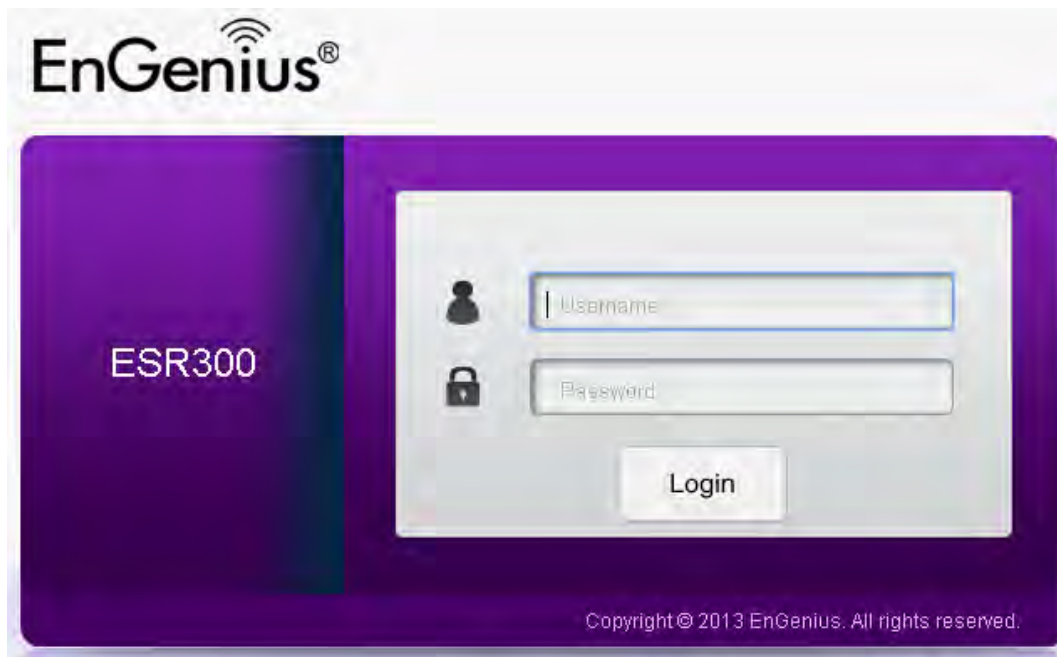 EnGenius®
ESR300
Username
Password
Login
Copyright © 2013 EnGenius. All rights reserved.